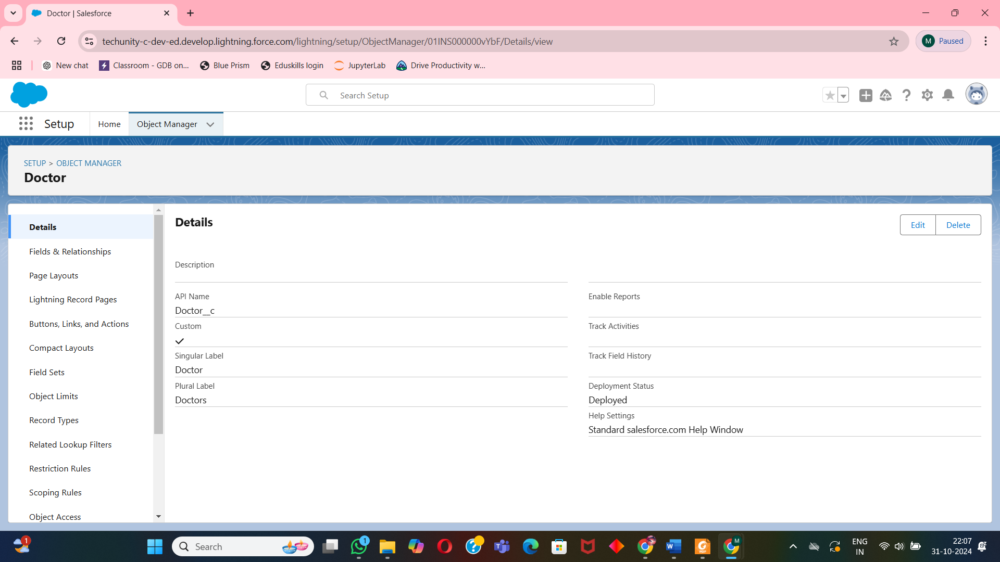 Doctor | Salesforce
techunity-c-dev-ed.develop.lightning.force.com/lightning/setup/ObjectManager/01INS000000vYbF/Details/view
M Paused
New chat
Classroom - GDB on...
Blue Prism
Eduskills login
JupyterLab
Drive Productivity w...
Search Setup
Setup
Home
Object Manager
SETUP > OBJECT MANAGER
Doctor
Details
Fields & Relationships
Page Layouts
Lightning Record Pages
Buttons, Links, and Actions
Compact Layouts
Field Sets
Object Limits
Record Types
Related Lookup Filters
Restriction Rules
Scoping Rules
Object Access
Details
Edit
Delete
Description
API Name
Doctor__c
Custom
Singular Label
Doctor
Plural Label
Doctors
Enable Reports
Track Activities
Track Field History
Deployment Status
Deployed
Help Settings
Standard salesforce.com Help Window
1
Search
1
M
ENG
IN
22:07
31-10-2024